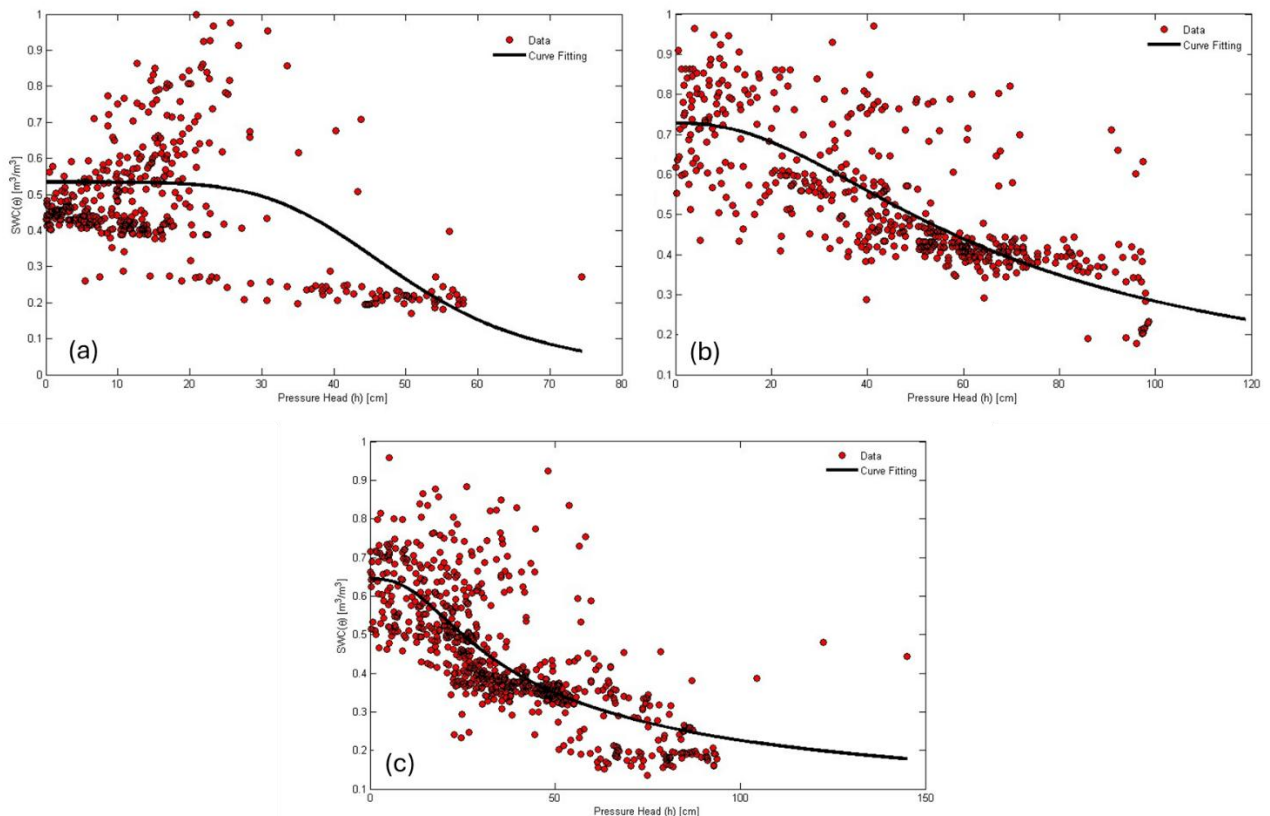 1
0.9
0.8
0.7
0.6
0.5
0.4
0.3
0.2
0.1
0
SWC(θ) [m³/m³]
Data
Curve Fitting
(a)
0 10 20 30 40 50 60 70 80
Pressure Head (h) [cm]
1
0.9
0.8
0.7
0.6
0.5
0.4
0.3
0.2
0.1
Data
Curve Fitting
(b)
0 20 40 60 80 100 120
Pressure Head (h) [cm]
1
0.9
0.8
0.7
0.6
0.5
0.4
0.3
0.2
0.1
SWC(θ) [m³/m³]
Data
Curve Fitting
(c)
0 50 100 150
Pressure Head (h) [cm]